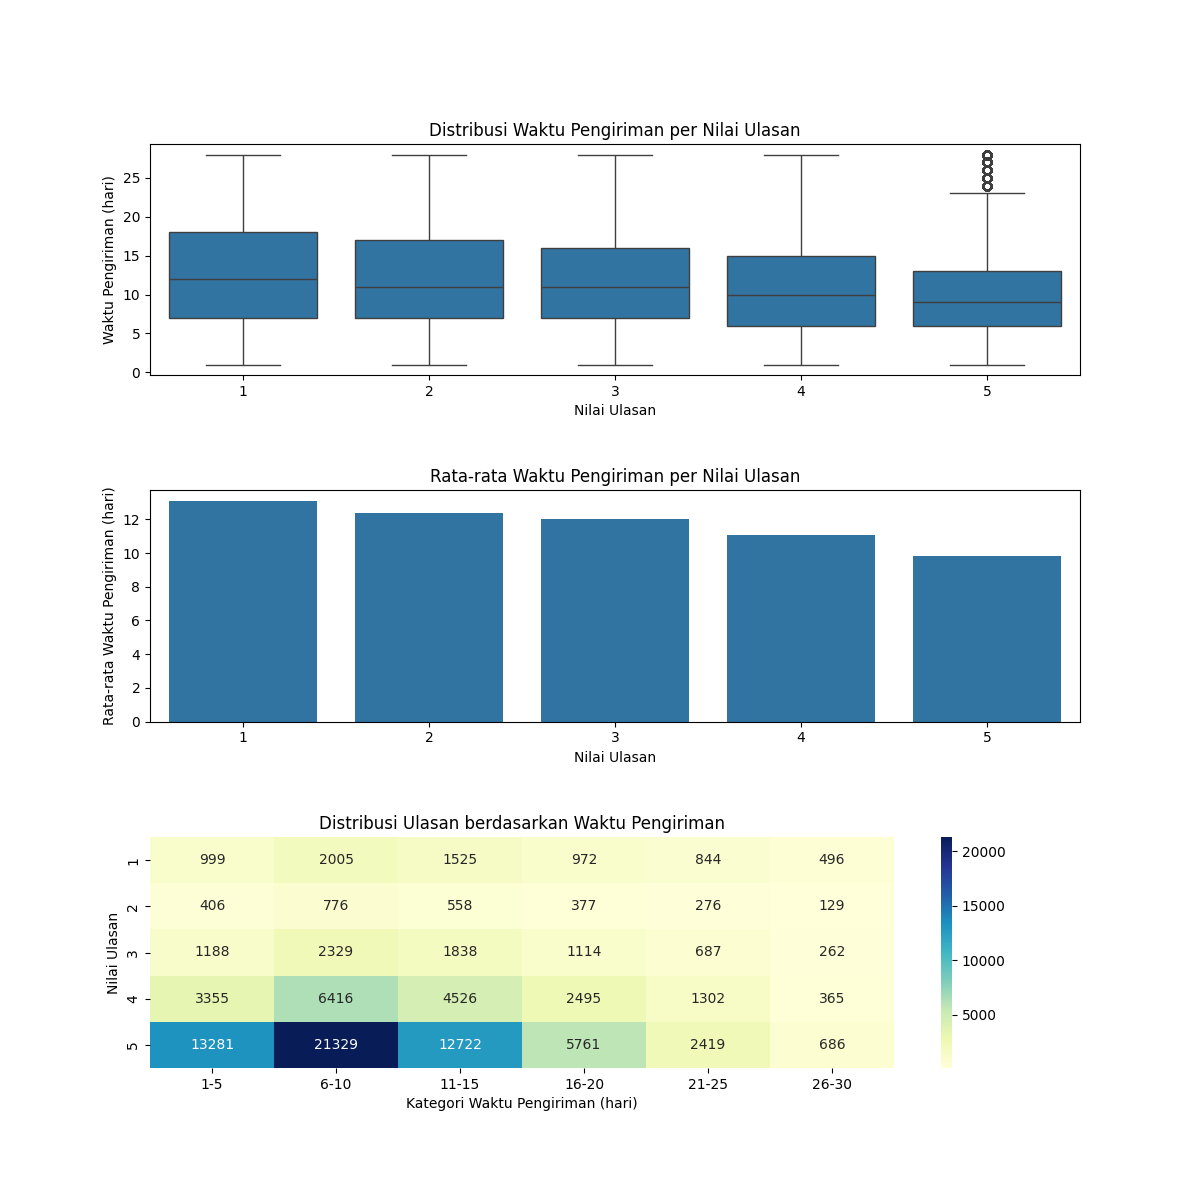 Distribusi Waktu Pengiriman per Nilai Ulasan
Waktu Pengiriman (hari)
25
20
15
10
5
0
1 2 3 4 5
Nilai Ulasan
Rata-rata Waktu Pengiriman per Nilai Ulasan
Rata-rata Waktu Pengiriman (hari)
12
10
8
6
4
2
0
1 2 3 4 5
Nilai Ulasan
Distribusi Ulasan berdasarkan Waktu Pengiriman
Nilai Ulasan
1 999 2005 1525 972 844 496
2 406 776 558 377 276 129
3 1188 2329 1838 1114 687 262
4 3355 6416 4526 2495 1302 365
5 13281 21329 12722 5761 2419 686
1-5 6-10 11-15 16-20 21-25 26-30
Kategori Waktu Pengiriman (hari)
20000
15000
10000
5000